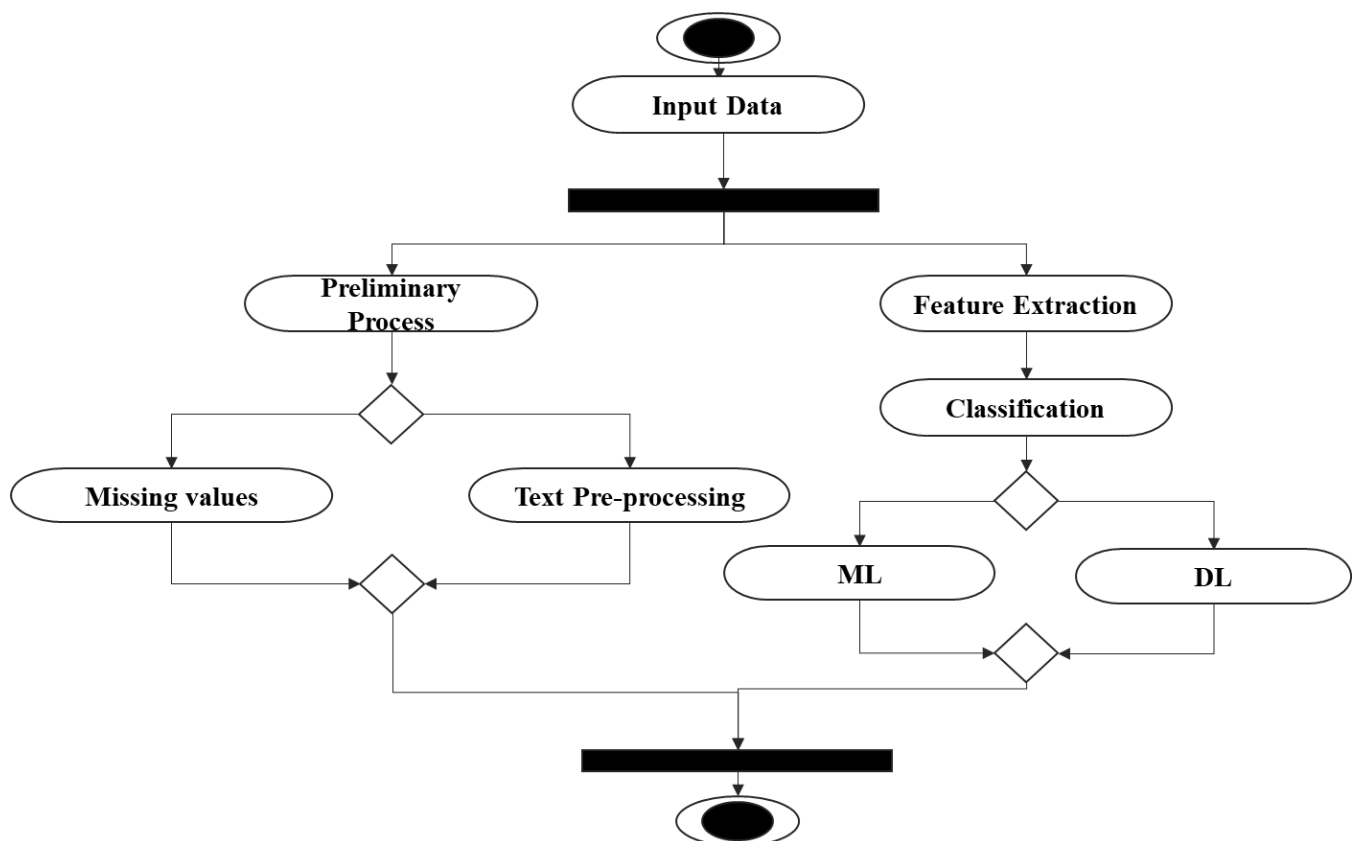 Input Data
Preliminary
Process
Feature Extraction
Classification
Missing values
Text Pre-processing
ML
DL